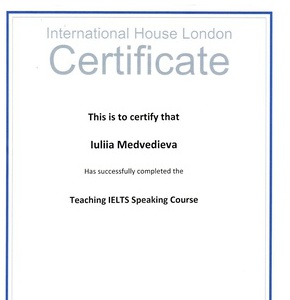 International House London
Certificate
This is to certify that
Iuliia Medvedieva
Has successfully completed the
Teaching IELTS Speaking Course